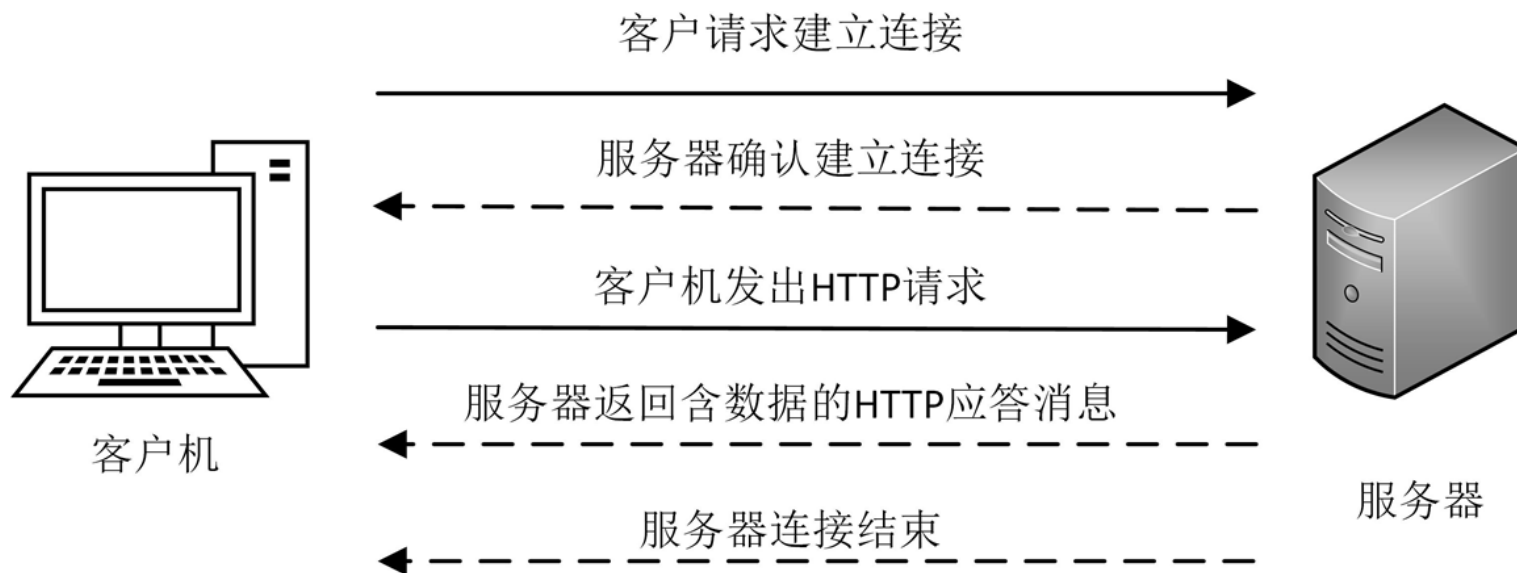 客户请求建立连接
服务器确认建立连接
客户机发出HTTP请求
服务器返回含数据的HTTP应答消息
客户机
服务器
服务器连接结束